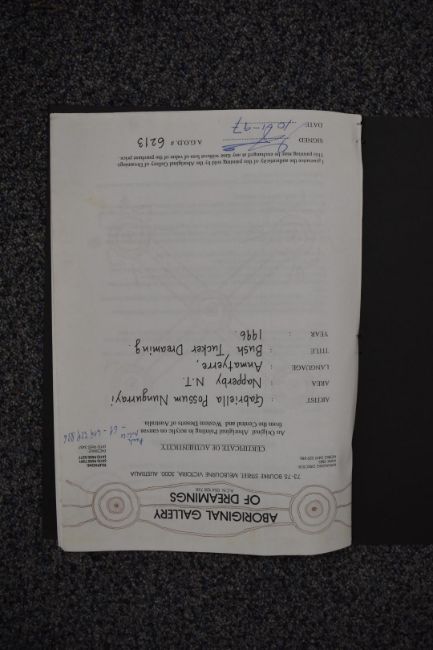 ABORIGINAL GALLERY
OF DREAMINGS
73-75 BOURKE STREET, MELBOURNE VICTORIA, 3000 AUSTRALIA
CERTIFICATE OF AUTHENTICITY
An Original Aboriginal Painting in acrylic on canvas
from the Central and Western Deserts of Australia
ARTIST : Gabriella Possum Nungurrayi
AREA : Napperby N.T.
LANGUAGE : Anmatyerre,
TITLE : Bush Tucker Dreaming.
YEAR : 1996.
I guarantee the authenticity of this painting sold by the Aboriginal Gallery of Dreamings
This painting may be exchanged at any time without loss of value of the purchase price.
SIGNED A.G.O.D.# 6213
DATE